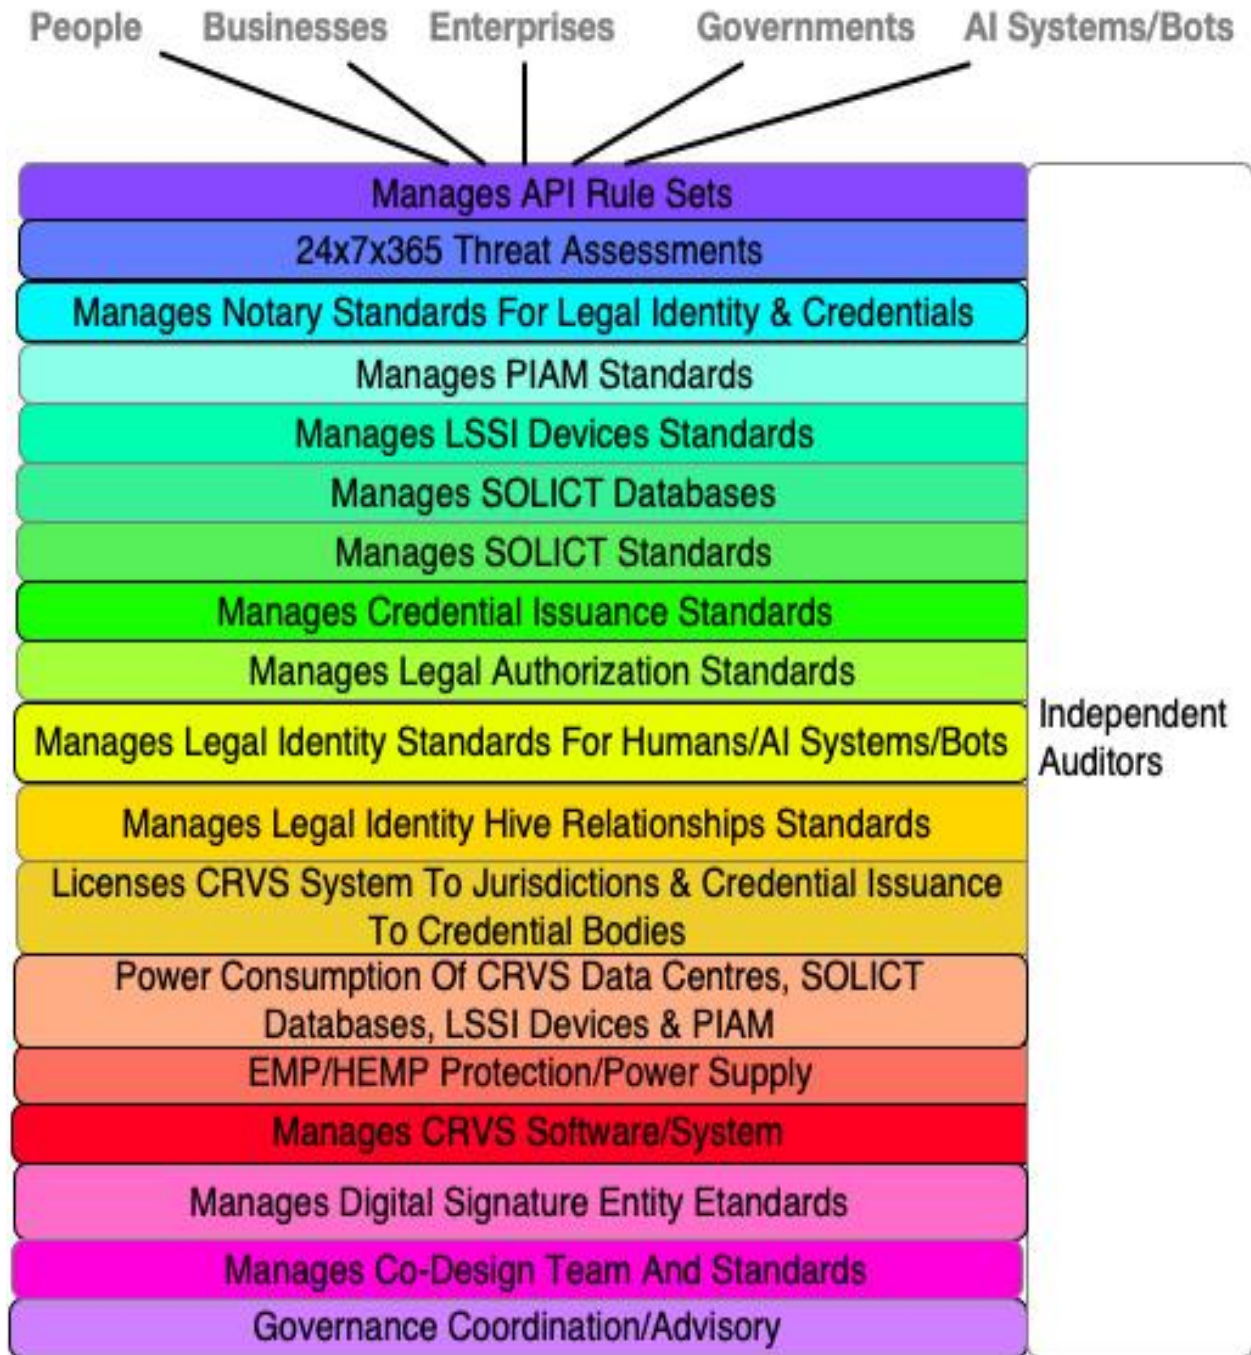 People Businesses Enterprises Governments AI Systems/Bots
Manages API Rule Sets
24x7x365 Threat Assessments
Manages Notary Standards For Legal Identity & Credentials
Manages PIAM Standards
Manages LSSI Devices Standards
Manages SOLICT Databases
Manages SOLICT Standards
Manages Credential Issuance Standards
Manages Legal Authorization Standards
Manages Legal Identity Standards For Humans/AI Systems/Bots
Manages Legal Identity Hive Relationships Standards
Licenses CRVS System To Jurisdictions & Credential Issuance
To Credential Bodies
Power Consumption Of CRVS Data Centres, SOLICT
Databases, LSSI Devices & PIAM
EMP/HEMP Protection/Power Supply
Manages CRVS Software/System
Manages Digital Signature Entity Etandards
Manages Co-Design Team And Standards
Governance Coordination/Advisory
Independent
Auditors